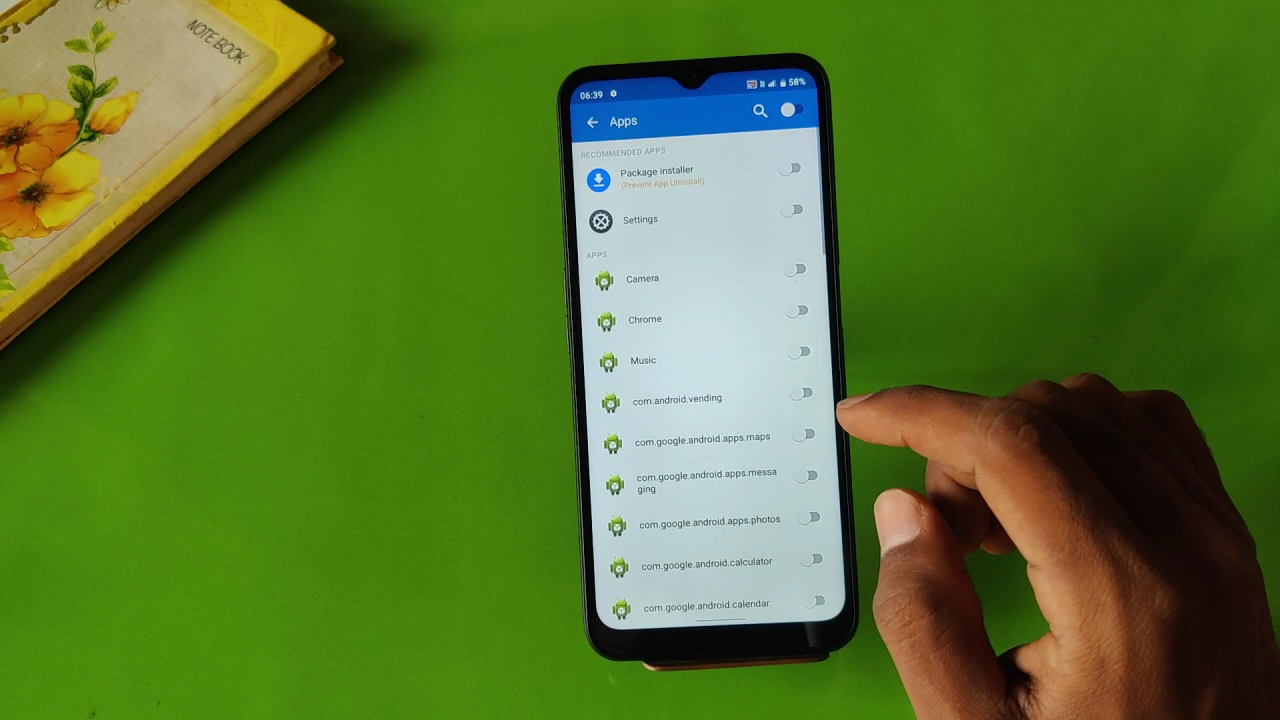 NOTE BOOK
06:39
58%
Apps
RECOMMENDED APPS
Package installer
(Prevent App Uninstall)
Settings
APPS
Camera
Chrome
Music
com.android.vending
com.google.android.apps.maps
com.google.android.apps.messa
ging
com.google.android.apps.photos
com.google.android.calculator
com.google.android.calendar